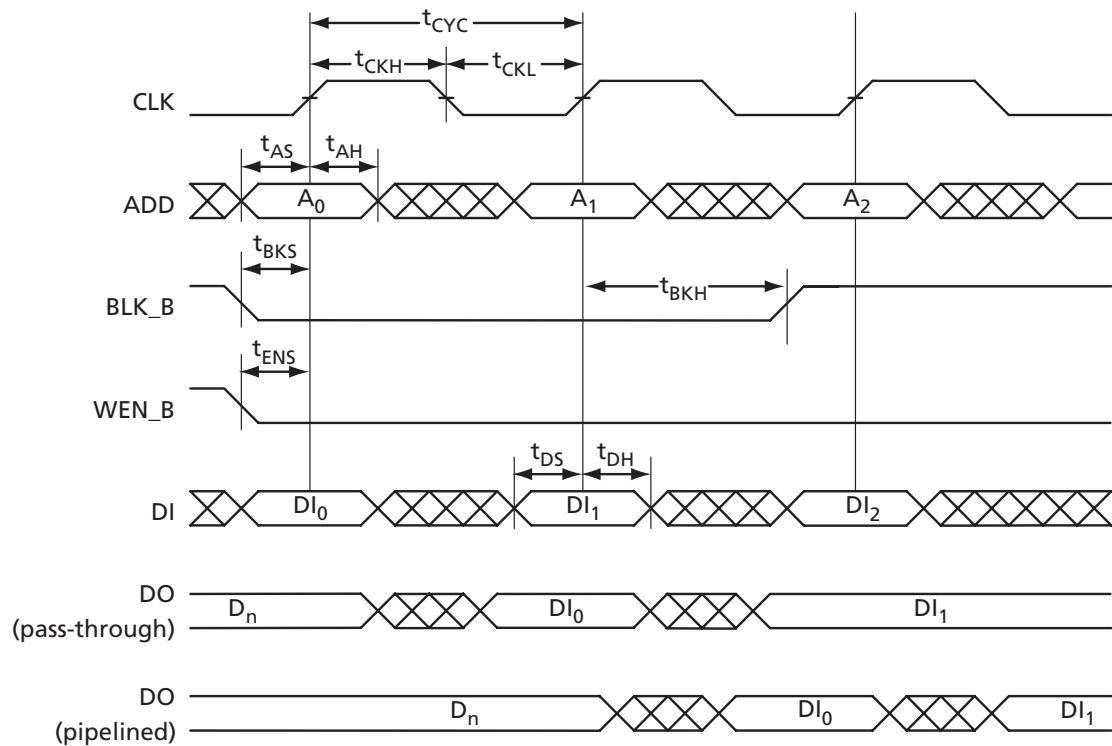 tCYC
tCKH tCKL
CLK
tAS tAH
ADD A0 A1 A2
tBKS
tBKH
BLK_B
tENS
WEN_B
tDS tDH
DI DI0 DI1 DI2
DO
(pass-through)
Dn DI0 DI1
DO
(pipelined)
Dn DI0 DI1